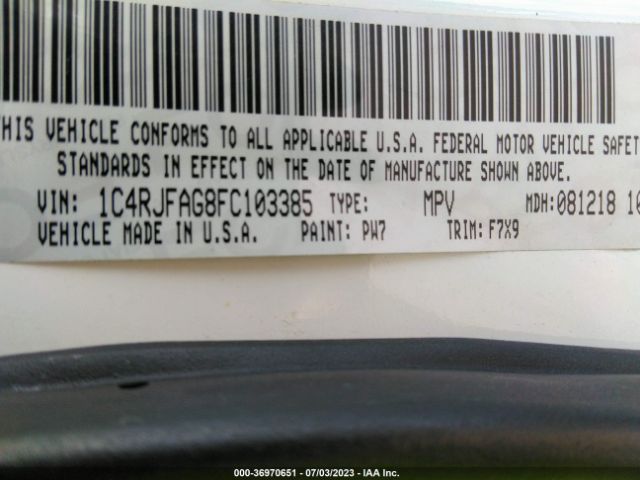 THIS VEHICLE CONFORMS TO ALL APPLICABLE U.S.A. FEDERAL MOTOR VEHICLE SAFET
STANDARDS IN EFFECT ON THE DATE OF MANUFACTURE SHOWN ABOVE.
VIN: 1C4RJFAG8FC103385 TYPE: MPV MDH: 081218 10
VEHICLE MADE IN U.S.A. PAINT: PW7 TRIM: F7X9
000-36970651 - 07/03/2023 - IAA Inc.